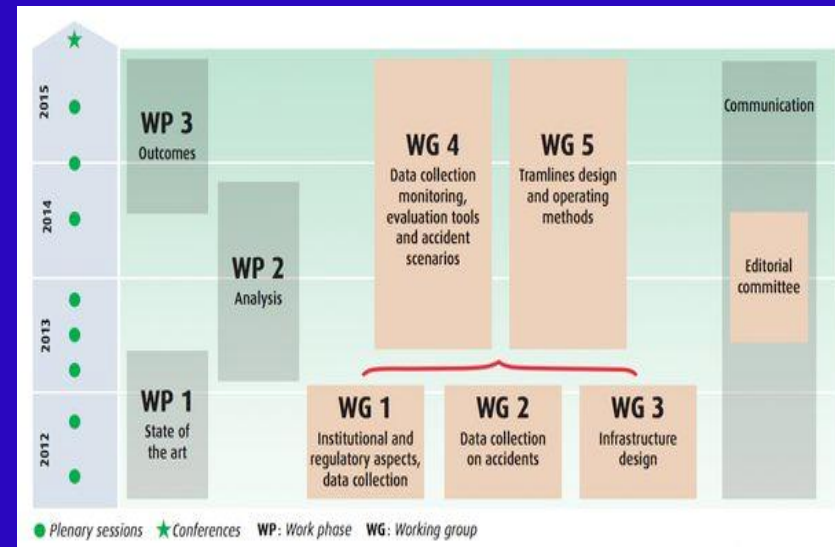 2015
2014
2013
2012
WP 3
Outcomes
WP 2
Analysis
WP 1
State of
the art
WG 4
Data collection
monitoring,
evaluation tools
and accident
scenarios
WG 5
Tramlines design
and operating
methods
WG 1
Institutional and
regulatory aspects,
data collection
WG 2
Data collection
on accidents
WG 3
Infrastructure
design
Communication
Editorial
committee
Plenary sessions Conferences WP: Work phase WG: Working group